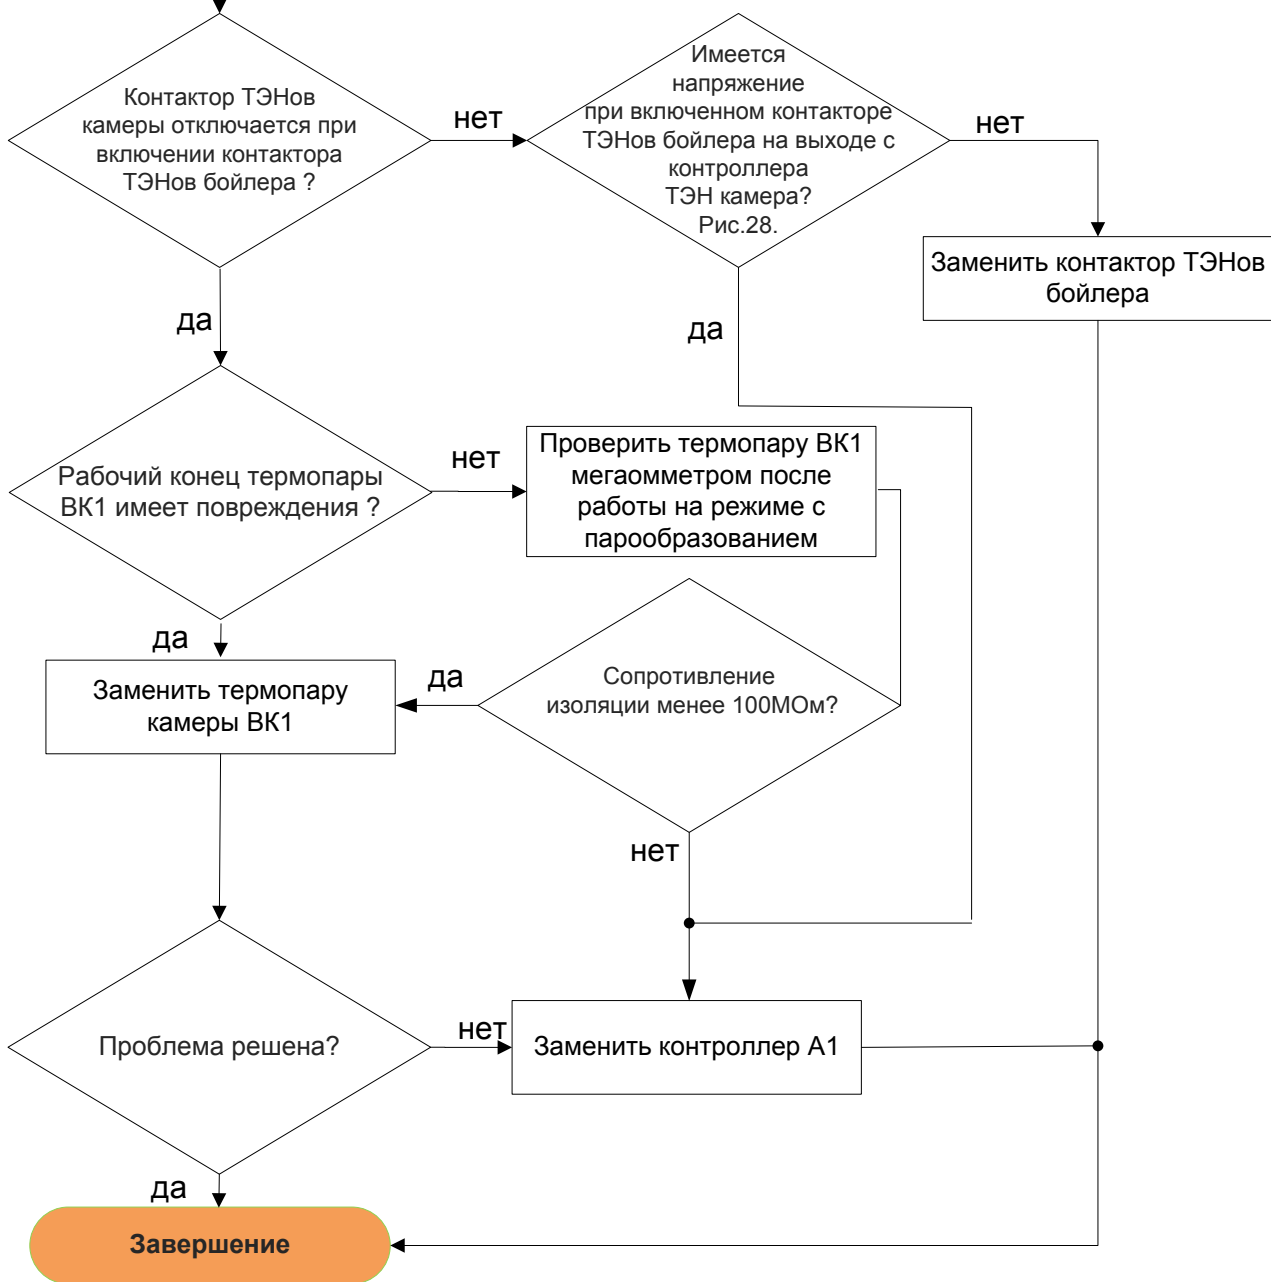 Контактор ТЭНов
камеры отключается при
включении контактора
ТЭНов бойлера ?
нет
Имеется
напряжение
при включенном контакторе
ТЭНов бойлера на выходе с
контроллера
ТЭН камера?
Рис.28.
нет
Заменить контактор ТЭНов
бойлера
да
да
Рабочий конец термопары
ВК1 имеет повреждения ?
нет
Проверить термопару ВК1
мегаомметром после
работы на режиме с
парообразованием
да
Заменить термопару
камеры ВК1
да
Сопротивление
изоляции менее 100МОм?
нет
Проблема решена?
нет
Заменить контроллер А1
да
Завершение